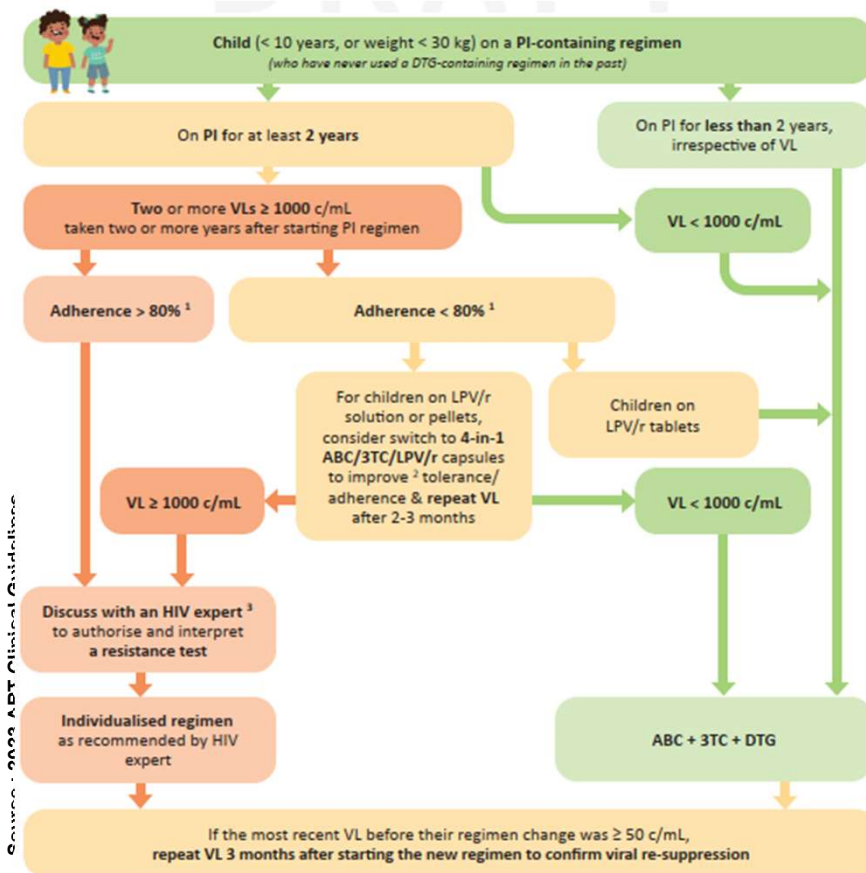 DRAFT
Child (< 10 years, or weight < 30 kg) on a PI-containing regimen
(who have never used a DTG-containing regimen in the past)
On PI for at least 2 years
On PI for less than 2 years,
irrespective of VL
Two or more VLs ≥ 1000 c/mL
taken two or more years after starting PI regimen
VL < 1000 c/mL
Adherence > 80% ¹
Adherence < 80% ¹
For children on LPV/r
solution or pellets,
consider switch to 4-in-1
ABC/3TC/LPV/r capsules
to improve ² tolerance/
adherence & repeat VL
after 2-3 months
Children on
LPV/r tablets
VL ≥ 1000 c/mL
VL < 1000 c/mL
Discuss with an HIV expert ³
to authorise and interpret
a resistance test
Individualised regimen
as recommended by HIV
expert
ABC + 3TC + DTG
If the most recent VL before their regimen change was ≥ 50 c/mL,
repeat VL 3 months after starting the new regimen to confirm viral re-suppression
Source : 2023 ART Clinical Guidelines